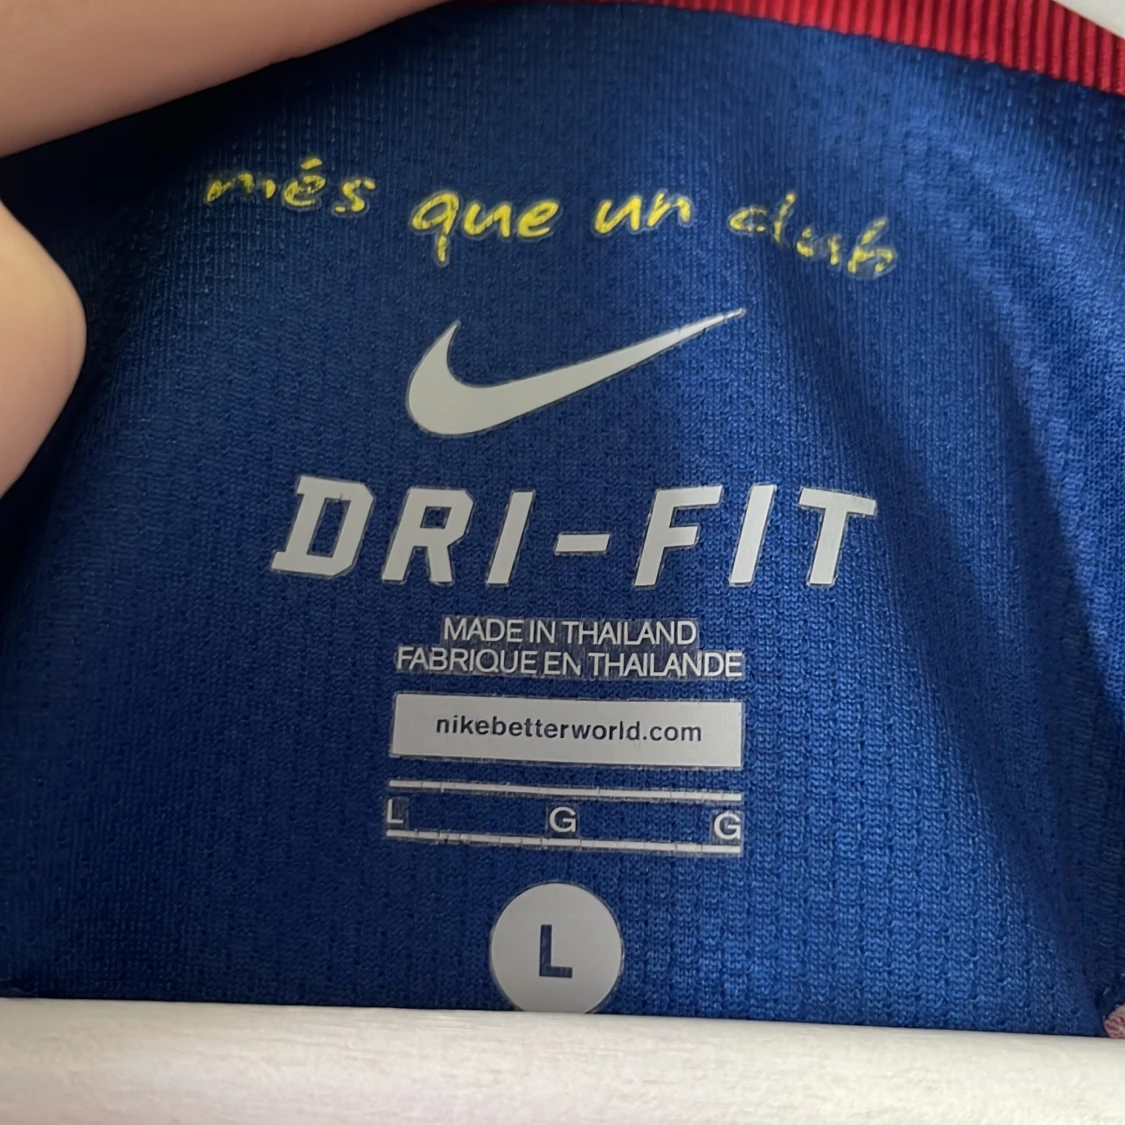 més que un club
DRI-FIT
MADE IN THAILAND
FABRIQUE EN THAILANDE
nikebetterworld.com
L G G
L